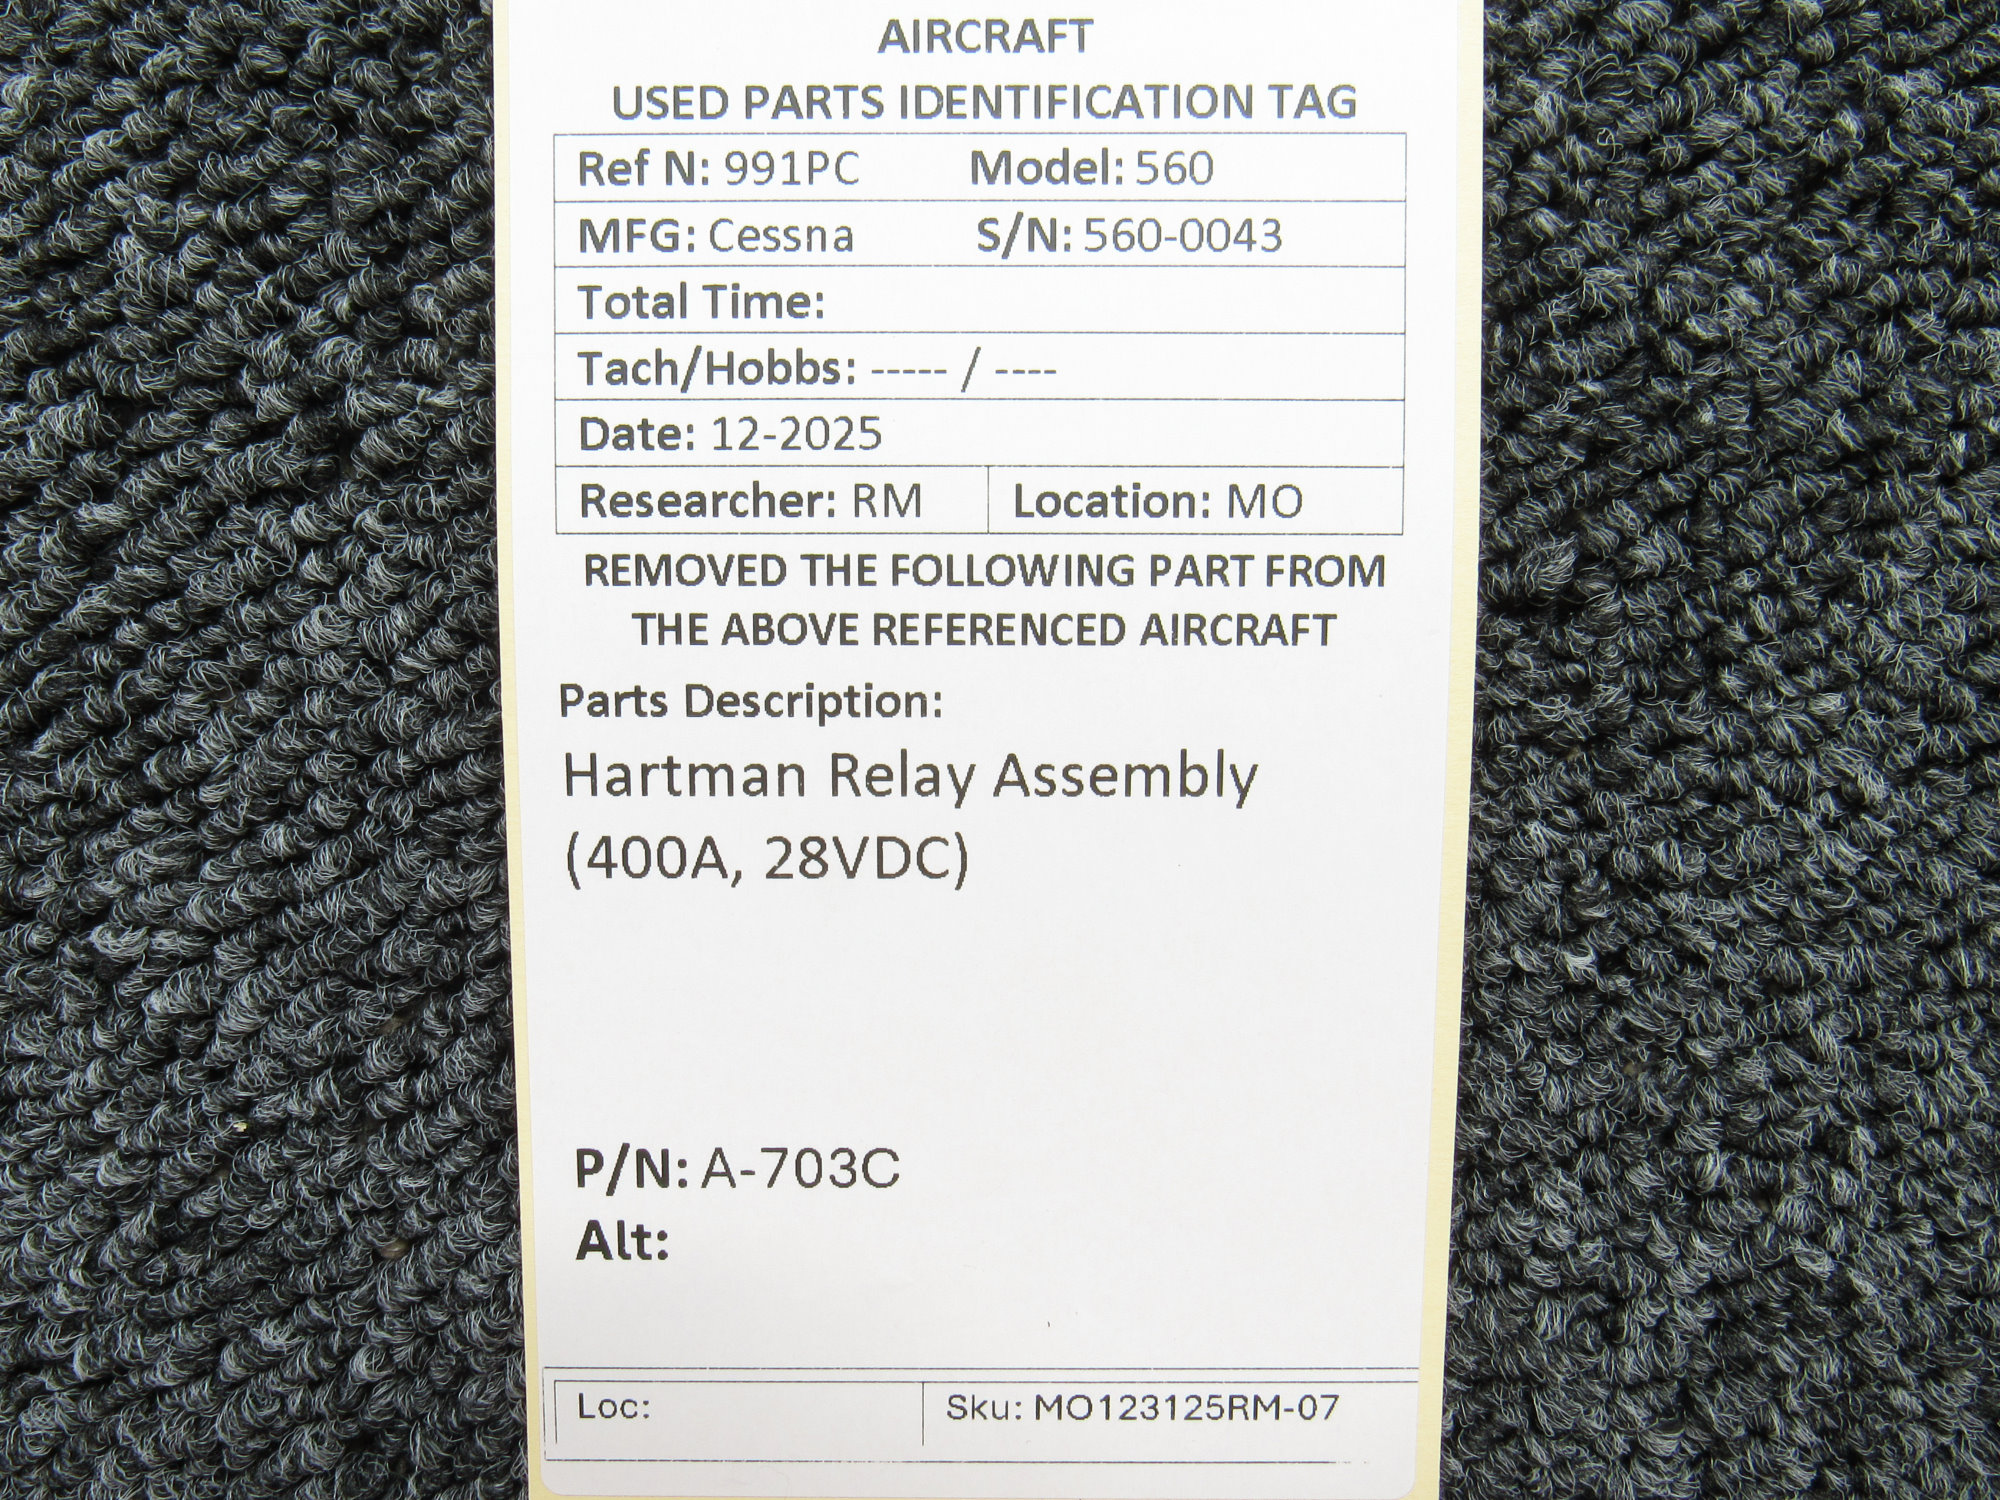 AIRCRAFT
USED PARTS IDENTIFICATION TAG
Ref N: 991PC Model: 560
MFG: Cessna S/N: 560-0043
Total Time:
Tach/Hobbs: ----- / ----
Date: 12-2025
Researcher: RM Location: MO
REMOVED THE FOLLOWING PART FROM
THE ABOVE REFERENCED AIRCRAFT
Parts Description:
Hartman Relay Assembly
(400A, 28VDC)
P/N: A-703C
Alt:
Loc: Sku: MO123125RM-07